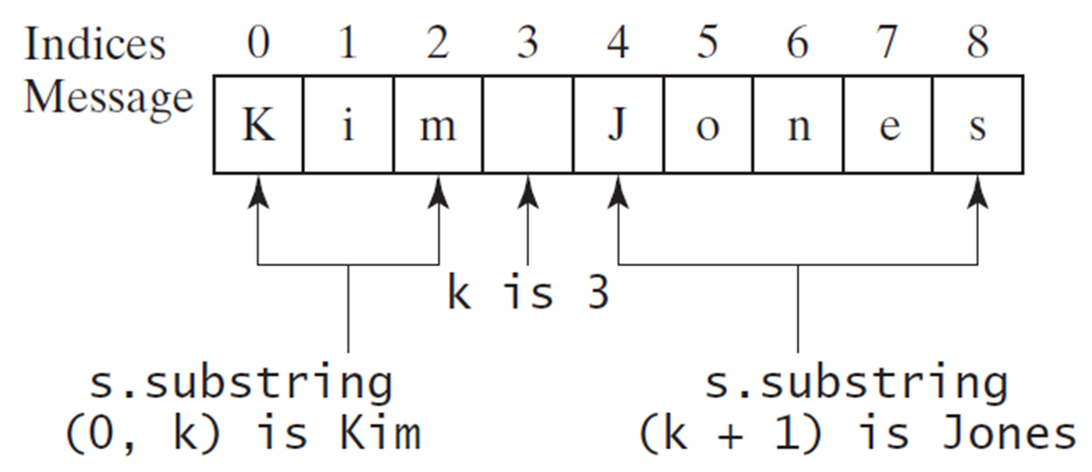 Indices 0 1 2 3 4 5 6 7 8
Message K i m J o n e s
k is 3
s.substring
(0, k) is Kim
s.substring
(k + 1) is Jones